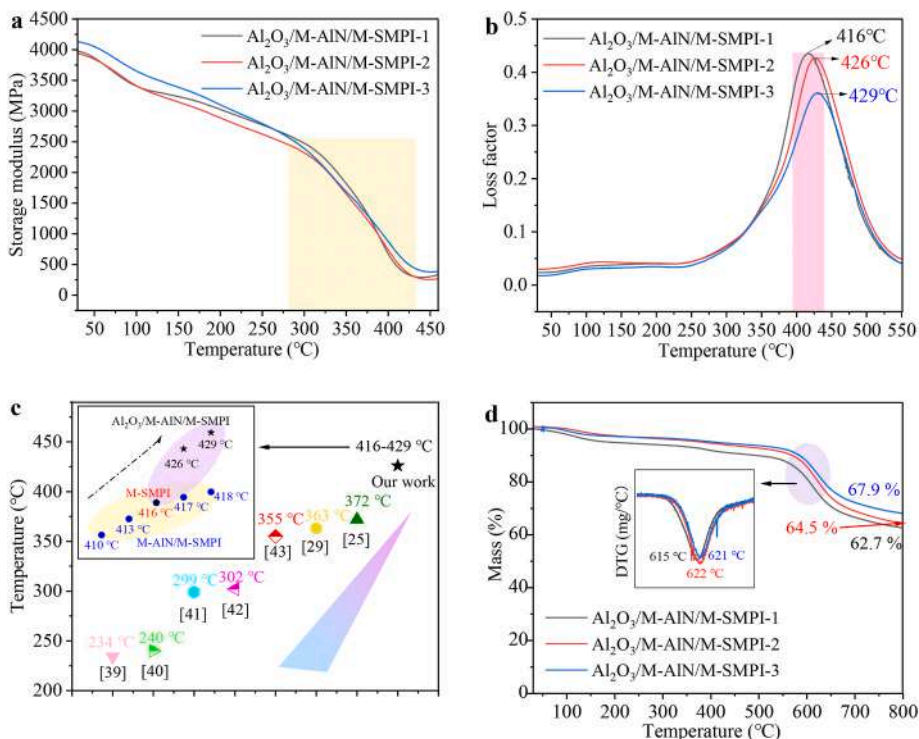 a
5000
4500
4000
3500
3000
2500
2000
1500
1000
500
0
Storage modulus (MPa)
Al₂O₃/M-AlN/M-SMPI-1
Al₂O₃/M-AlN/M-SMPI-2
Al₂O₃/M-AlN/M-SMPI-3
50 100 150 200 250 300 350 400 450
Temperature (℃)
b
0.5
0.4
0.3
0.2
0.1
0.0
Loss factor
Al₂O₃/M-AlN/M-SMPI-1
Al₂O₃/M-AlN/M-SMPI-2
Al₂O₃/M-AlN/M-SMPI-3
416℃
426℃
429℃
50 100 150 200 250 300 350 400 450 500 550
Temperature (℃)
c
450
400
350
300
250
200
Temperature(℃)
Al₂O₃/M-AlN/M-SMPI
429 ℃
426 ℃
M-SMPI
416 ℃
417 ℃
418 ℃
413 ℃
410 ℃
M-AlN/M-SMPI
416-429 ℃
Our work
372 ℃
[25]
363 ℃
[29]
355 ℃
[43]
302 ℃
[42]
299 ℃
[41]
240 ℃
[40]
234 ℃
[39]
d
100
80
60
40
20
0
Mass (%)
67.9 %
64.5 %
62.7 %
DTG (mg/℃)
615 ℃
621 ℃
622 ℃
Al₂O₃/M-AlN/M-SMPI-1
Al₂O₃/M-AlN/M-SMPI-2
Al₂O₃/M-AlN/M-SMPI-3
100 200 300 400 500 600 700 800
Temperature (℃)